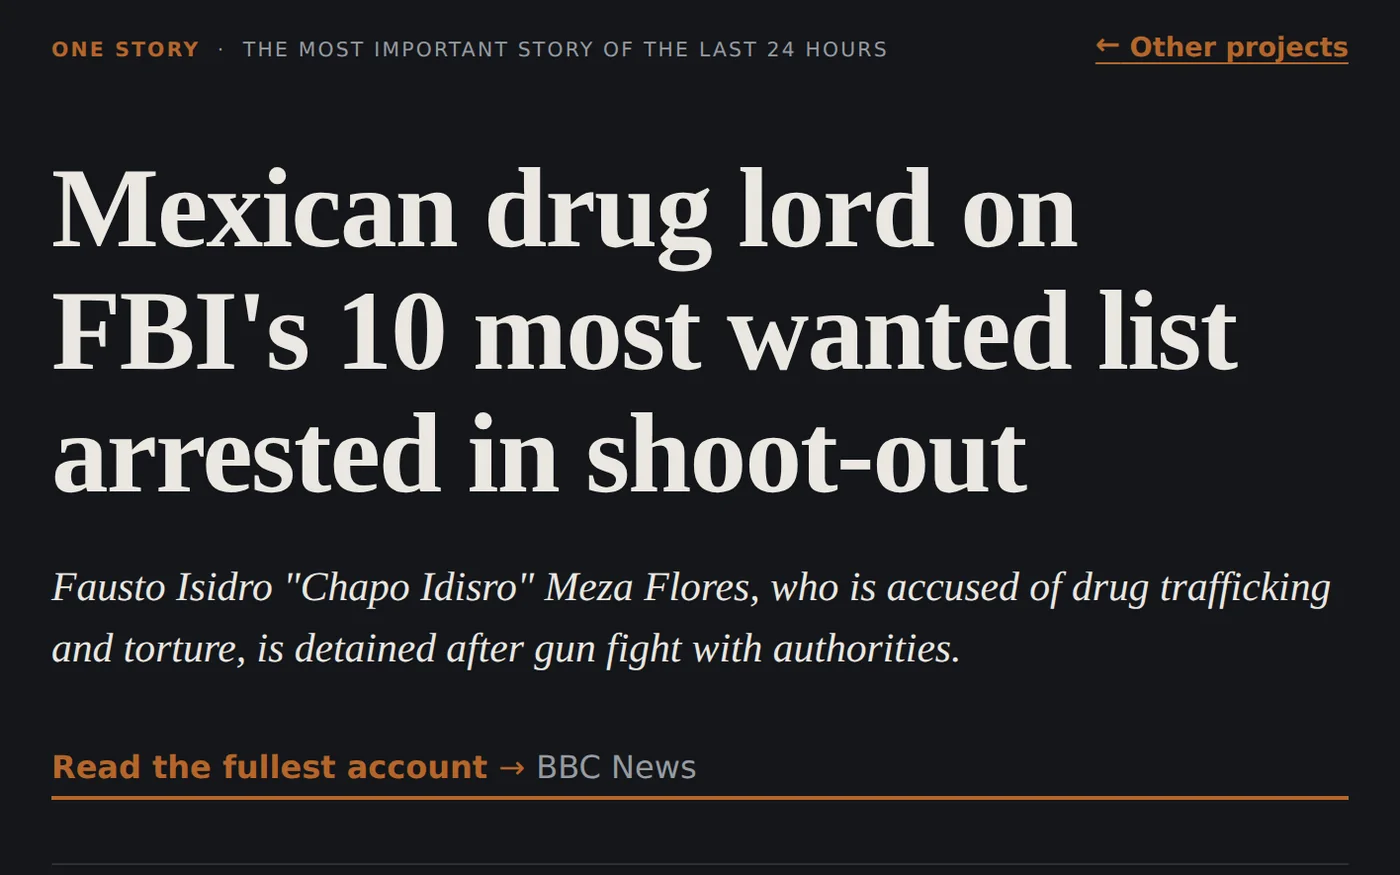 ONE STORY · THE MOST IMPORTANT STORY OF THE LAST 24 HOURS
← Other projects
Mexican drug lord on
FBI's 10 most wanted list
arrested in shoot-out
Fausto Isidro "Chapo Idisro" Meza Flores, who is accused of drug trafficking
and torture, is detained after gun fight with authorities.
Read the fullest account → BBC News